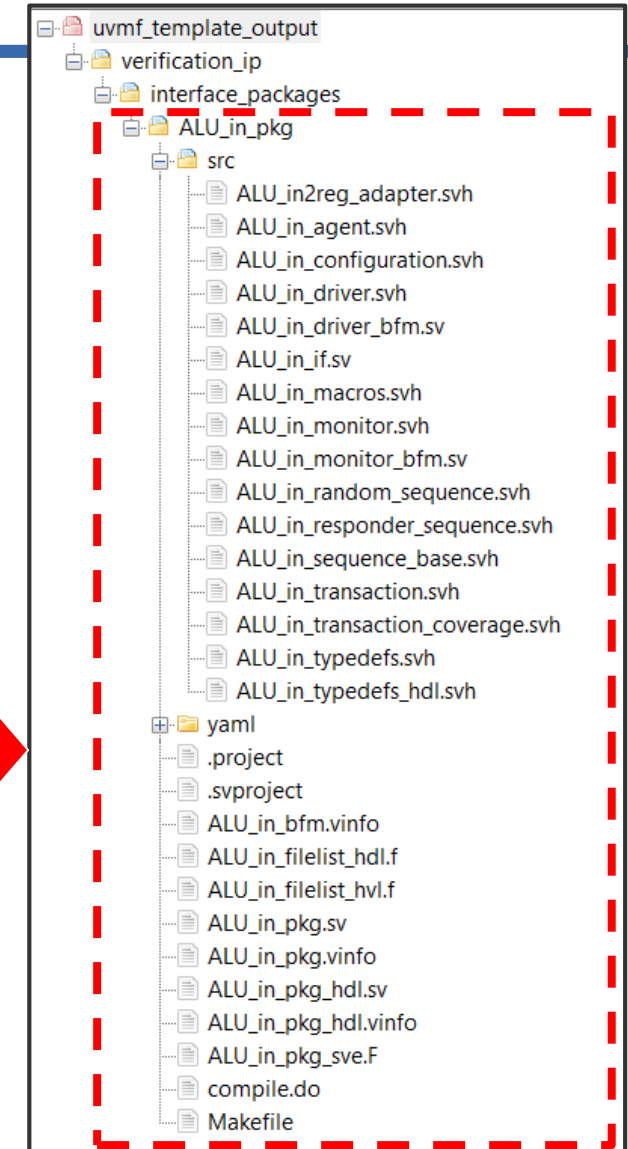 uvmf_template_output
verification_ip
interface_packages
ALU_in_pkg
src
ALU_in2reg_adapter.svh
ALU_in_agent.svh
ALU_in_configuration.svh
ALU_in_driver.svh
ALU_in_driver_bfm.sv
ALU_in_if.sv
ALU_in_macros.svh
ALU_in_monitor.svh
ALU_in_monitor_bfm.sv
ALU_in_random_sequence.svh
ALU_in_responder_sequence.svh
ALU_in_sequence_base.svh
ALU_in_transaction.svh
ALU_in_transaction_coverage.svh
ALU_in_typedefs.svh
ALU_in_typedefs_hdl.svh
yaml
.project
.svproject
ALU_in_bfm.vinfo
ALU_in_filelist_hdl.f
ALU_in_filelist_hvl.f
ALU_in_pkg.sv
ALU_in_pkg.vinfo
ALU_in_pkg_hdl.sv
ALU_in_pkg_hdl.vinfo
ALU_in_pkg_sve.F
compile.do
Makefile